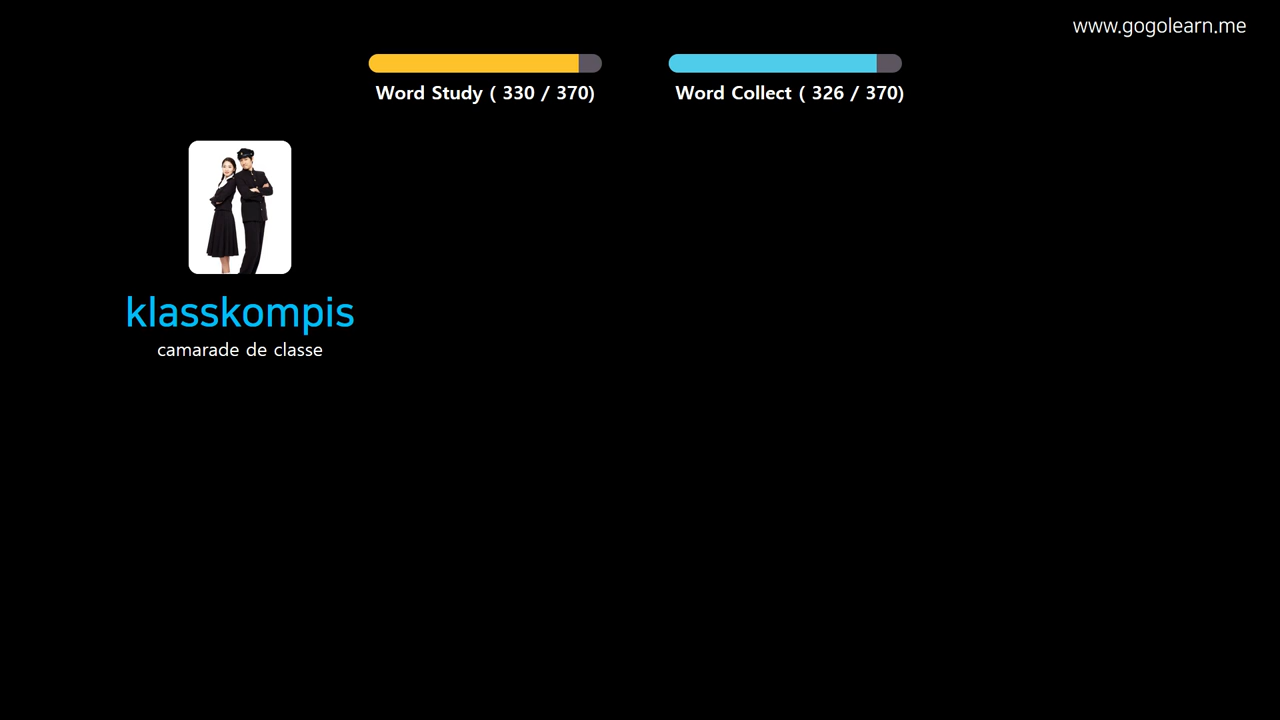 www.gogolearn.me
Word Study ( 330 / 370)
Word Collect ( 326 / 370)
klasskompis
camarade de classe